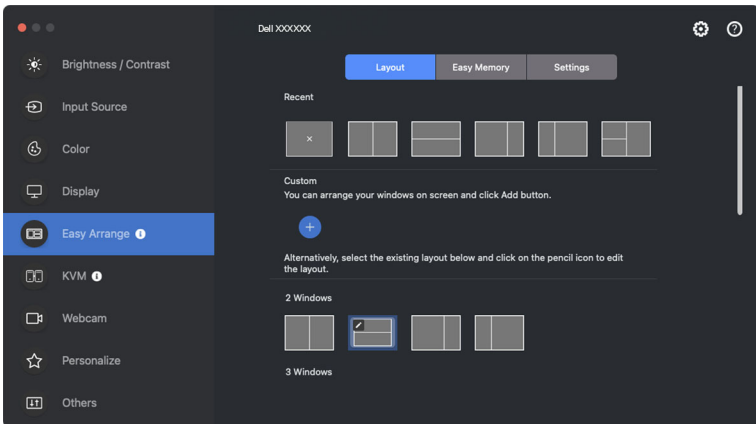 Dell XXXXXX
Brightness / Contrast
Input Source
Color
Display
Easy Arrange
KVM
Webcam
Personalize
Others
Layout
Easy Memory
Settings
Recent
Custom
You can arrange your windows on screen and click Add button.
Alternatively, select the existing layout below and click on the pencil icon to edit
the layout.
2 Windows
3 Windows